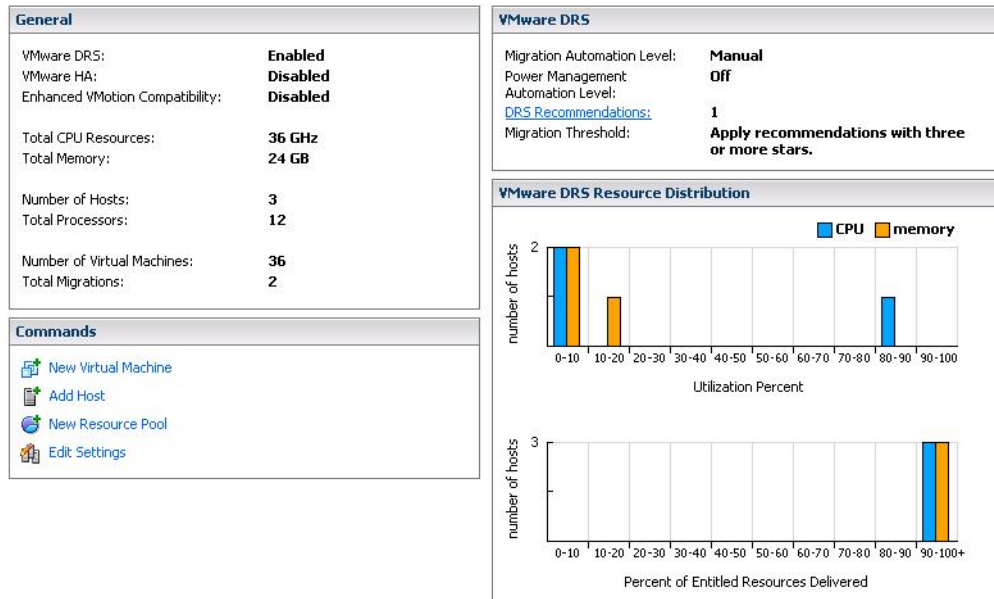 General
VMware DRS: Enabled
VMware HA: Disabled
Enhanced VMotion Compatibility: Disabled
Total CPU Resources: 36 GHz
Total Memory: 24 GB
Number of Hosts: 3
Total Processors: 12
Number of Virtual Machines: 36
Total Migrations: 2
Commands
New Virtual Machine
Add Host
New Resource Pool
Edit Settings
VMware DRS
Migration Automation Level: Manual
Power Management Off
Automation Level:
DRS Recommendations: 1
Migration Threshold: Apply recommendations with three
or more stars.
VMware DRS Resource Distribution
CPU memory
2
number of hosts
0-10 10-20 20-30 30-40 40-50 50-60 60-70 70-80 80-90 90-100
Utilization Percent
3
number of hosts
0-10 10-20 20-30 30-40 40-50 50-60 60-70 70-80 80-90 90-100+
Percent of Entitled Resources Delivered